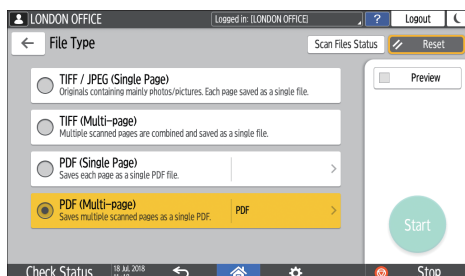 LONDON OFFICE
Logged in: [LONDON OFFICE]
?
Logout
File Type
Scan Files Status
Reset
Preview
TIFF / JPEG (Single Page)
Originals containing mainly photos/pictures. Each page saved as a single file.
TIFF (Multi-page)
Multiple scanned pages are combined and saved as a single file.
PDF (Single Page)
Saves each page as a single PDF file.
PDF (Multi-page)
Saves multiple scanned pages as a single PDF.
PDF
Start
Check Status
18 Jul. 2018
Stop